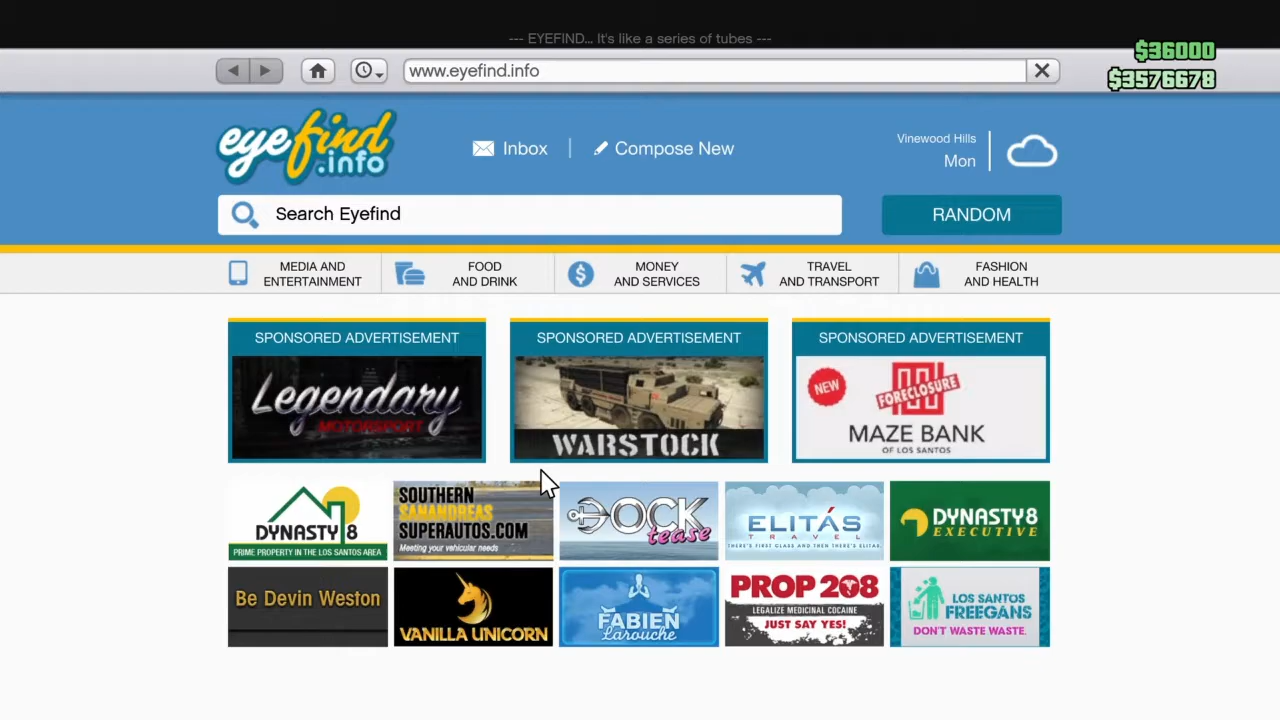 --- EYEFIND... It's like a series of tubes ---
$36000
$3576678
www.eyefind.info
eyefind
.info
Inbox
Compose New
Vinewood Hills
Mon
Search Eyefind
RANDOM
MEDIA AND
ENTERTAINMENT
FOOD
AND DRINK
MONEY
AND SERVICES
TRAVEL
AND TRANSPORT
FASHION
AND HEALTH
SPONSORED ADVERTISEMENT
Legendary
MOTORSPORT
SPONSORED ADVERTISEMENT
WARSTOCK
SPONSORED ADVERTISEMENT
NEW
FORECLOSURE
MAZE BANK
OF LOS SANTOS
DYNASTY 8
PRIME PROPERTY IN THE LOS SANTOS AREA
SOUTHERN
SANANDREAS
SUPERAUTOS.COM
Meeting your vehicular needs
DOCK
tease
ELITÁS
TRAVEL
THERE'S FIRST CLASS AND THEN THERE'S ELITÁS
DYNASTY8
EXECUTIVE
Be Devin Weston
VANILLA UNICORN
FABIEN
Larouche
PROP 208
LEGALIZE MEDICINAL COCAINE
JUST SAY YES!
LOS SANTOS
FREEGANS
DON'T WASTE WASTE.